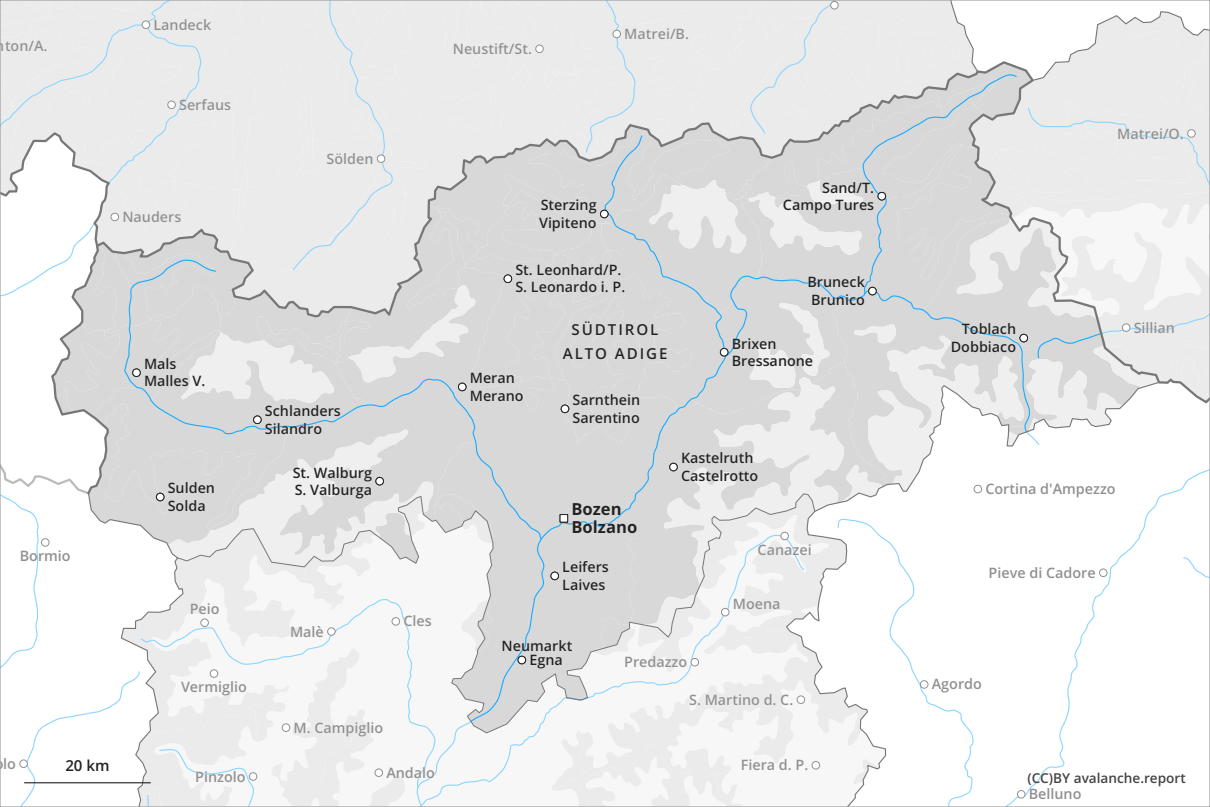 Landeck
Matrei/B.
nton/A.
Neustift/St.
Serfaus
Matrei/O.
Sölden
Sand/T.
Campo Tures
Sterzing
Vipiteno
Nauders
St. Leonhard/P.
S. Leonardo i. P.
Bruneck
Brunico
SÜDTIROL
ALTO ADIGE
Toblach
Dobbiaco
Sillian
Brixen
Bressanone
Mals
Malles V.
Meran
Merano
Sarnthein
Sarentino
Schlanders
Silandro
Kastelruth
Castelrotto
St. Walburg
S. Valburga
Sulden
Solda
Cortina d'Ampezzo
Bozen
Bolzano
Bormio
Canazei
Leifers
Laives
Pieve di Cadore
Peio
Moena
Malè
Cles
Neumarkt
Egna
Predazzo
Vermiglio
Agordo
S. Martino d. C.
M. Campiglio
olo
20 km
Pinzolo
Andalo
Fiera d. P.
(CC)BY avalanche.report
Belluno